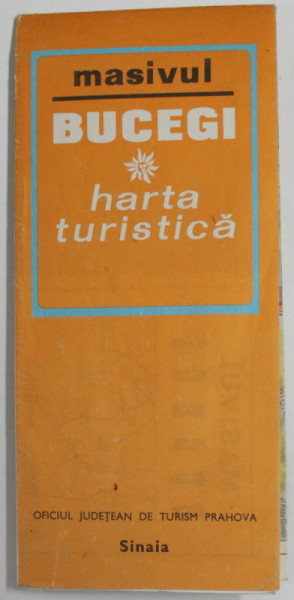 masivul
BUCEGI
harta
turistică
OFICIUL JUDEȚEAN DE TURISM PRAHOVA
Sinaia